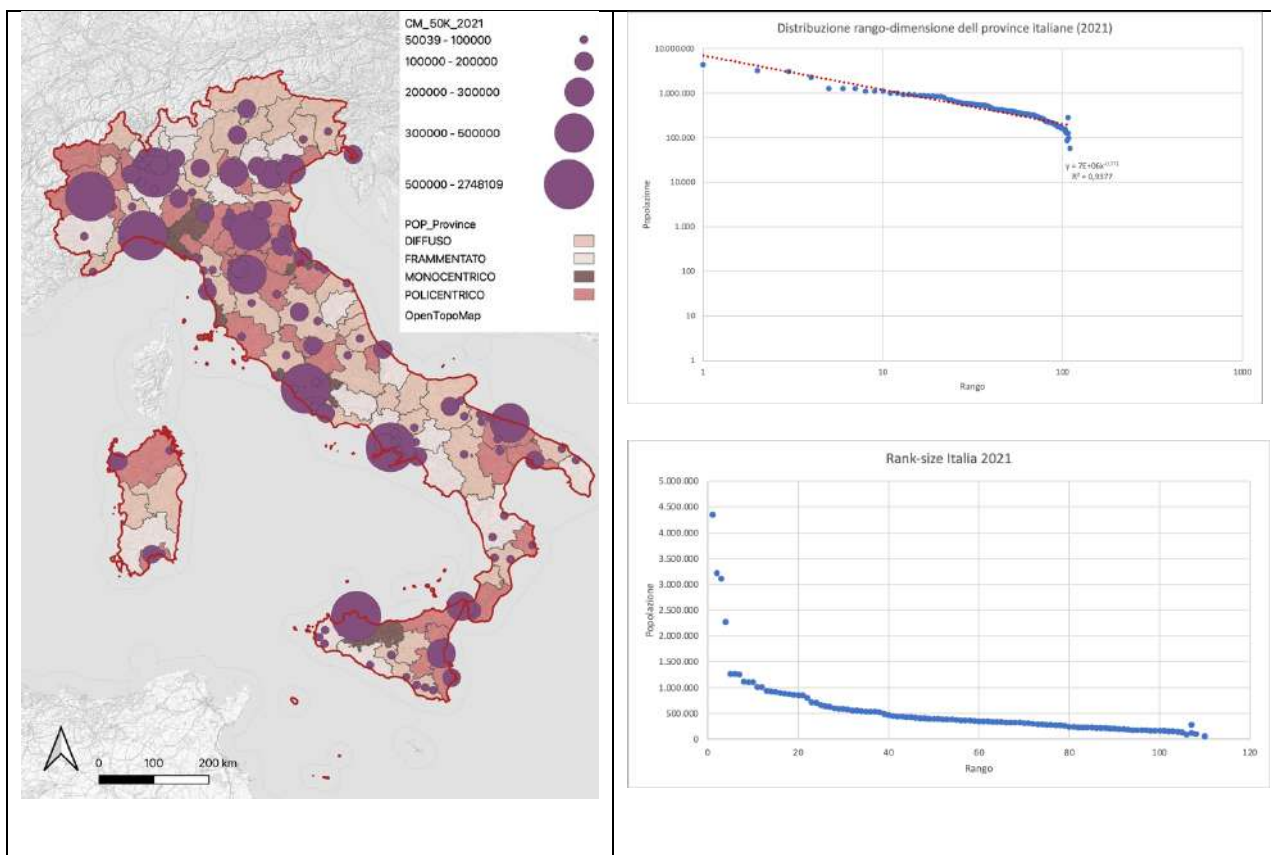 CM_50K_2021
50039 - 100000
100000 - 200000
200000 - 300000
300000 - 500000
500000 - 2748109
POP_Province
DIFFUSO
FRAMMENTATO
MONOCENTRICO
POLICENTRICO
OpenTopoMap
0 100 200 km
Distribuzione rango-dimensione dell province italiane (2021)
10.000.000
1.000.000
100.000
10.000
1.000
100
10
1
Popolazione
y = 7E+06x
R² = 0,9377
1 10 100 1000
Rango
Rank-size Italia 2021
5.000.000
4.500.000
4.000.000
3.500.000
3.000.000
2.500.000
2.000.000
1.500.000
1.000.000
500.000
0
Popolazione
0 20 40 60 80 100 120
Rango